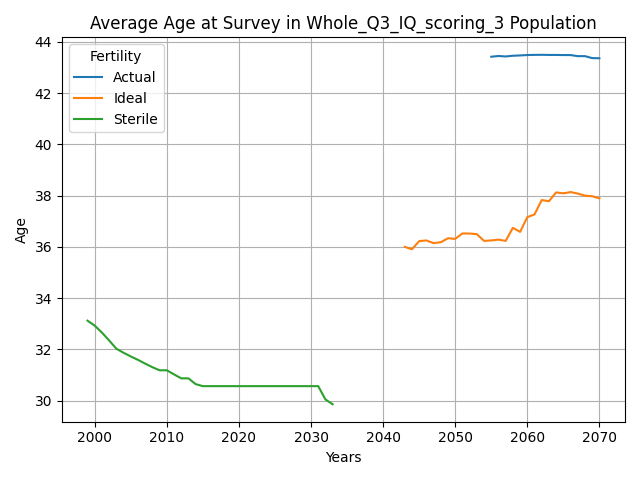 Average Age at Survey in Whole_Q3_IQ_scoring_3 Population
Fertility
Actual
Ideal
Sterile
44
42
40
38
36
34
32
30
Age
2000 2010 2020 2030 2040 2050 2060 2070
Years